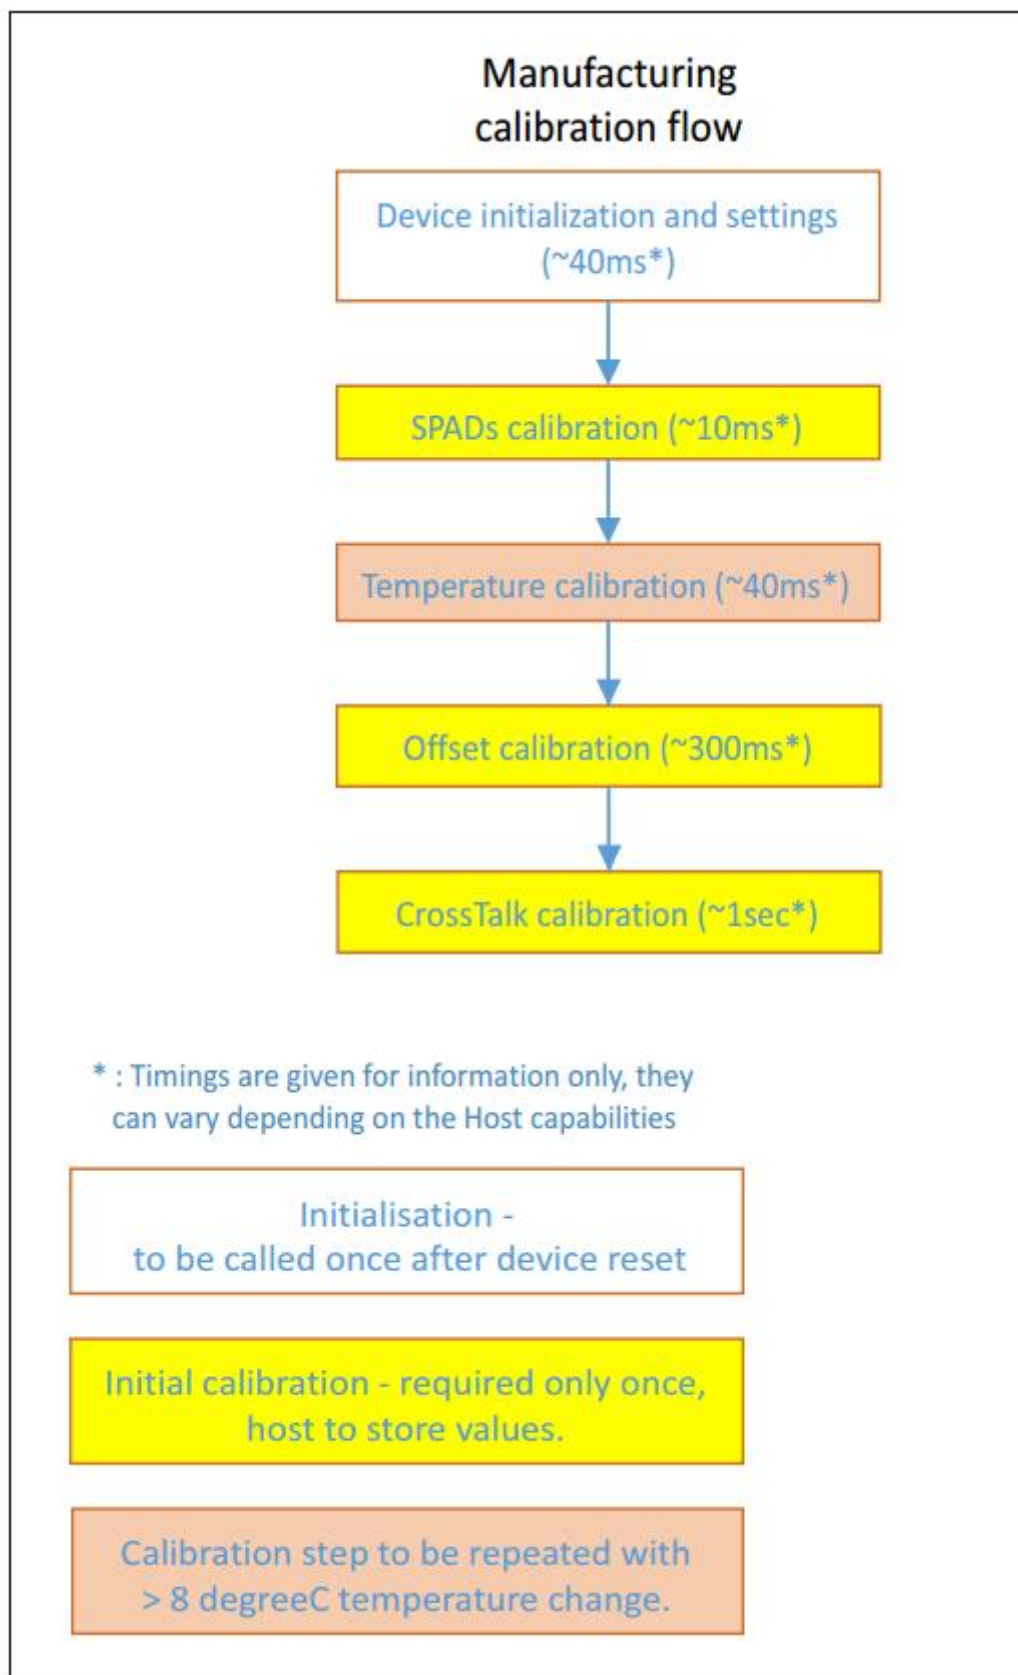 Manufacturing
calibration flow
Device initialization and settings
(~40ms*)
SPADs calibration (~10ms*)
Temperature calibration (~40ms*)
Offset calibration (~300ms*)
CrossTalk calibration (~1sec*)
* : Timings are given for information only, they
can vary depending on the Host capabilities
Initialisation -
to be called once after device reset
Initial calibration - required only once,
host to store values.
Calibration step to be repeated with
> 8 degreeC temperature change.